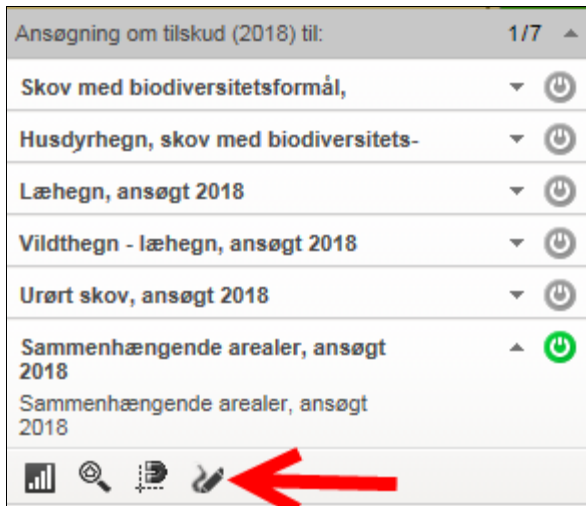 Ansøgning om tilskud (2018) til: 1/7
Skov med biodiversitetsformål,
Husdyrhegn, skov med biodiversitets-
Læhegn, ansøgt 2018
Vildthegn - læhegn, ansøgt 2018
Urørt skov, ansøgt 2018
Sammenhængende arealer, ansøgt
2018
Sammenhængende arealer, ansøgt
2018